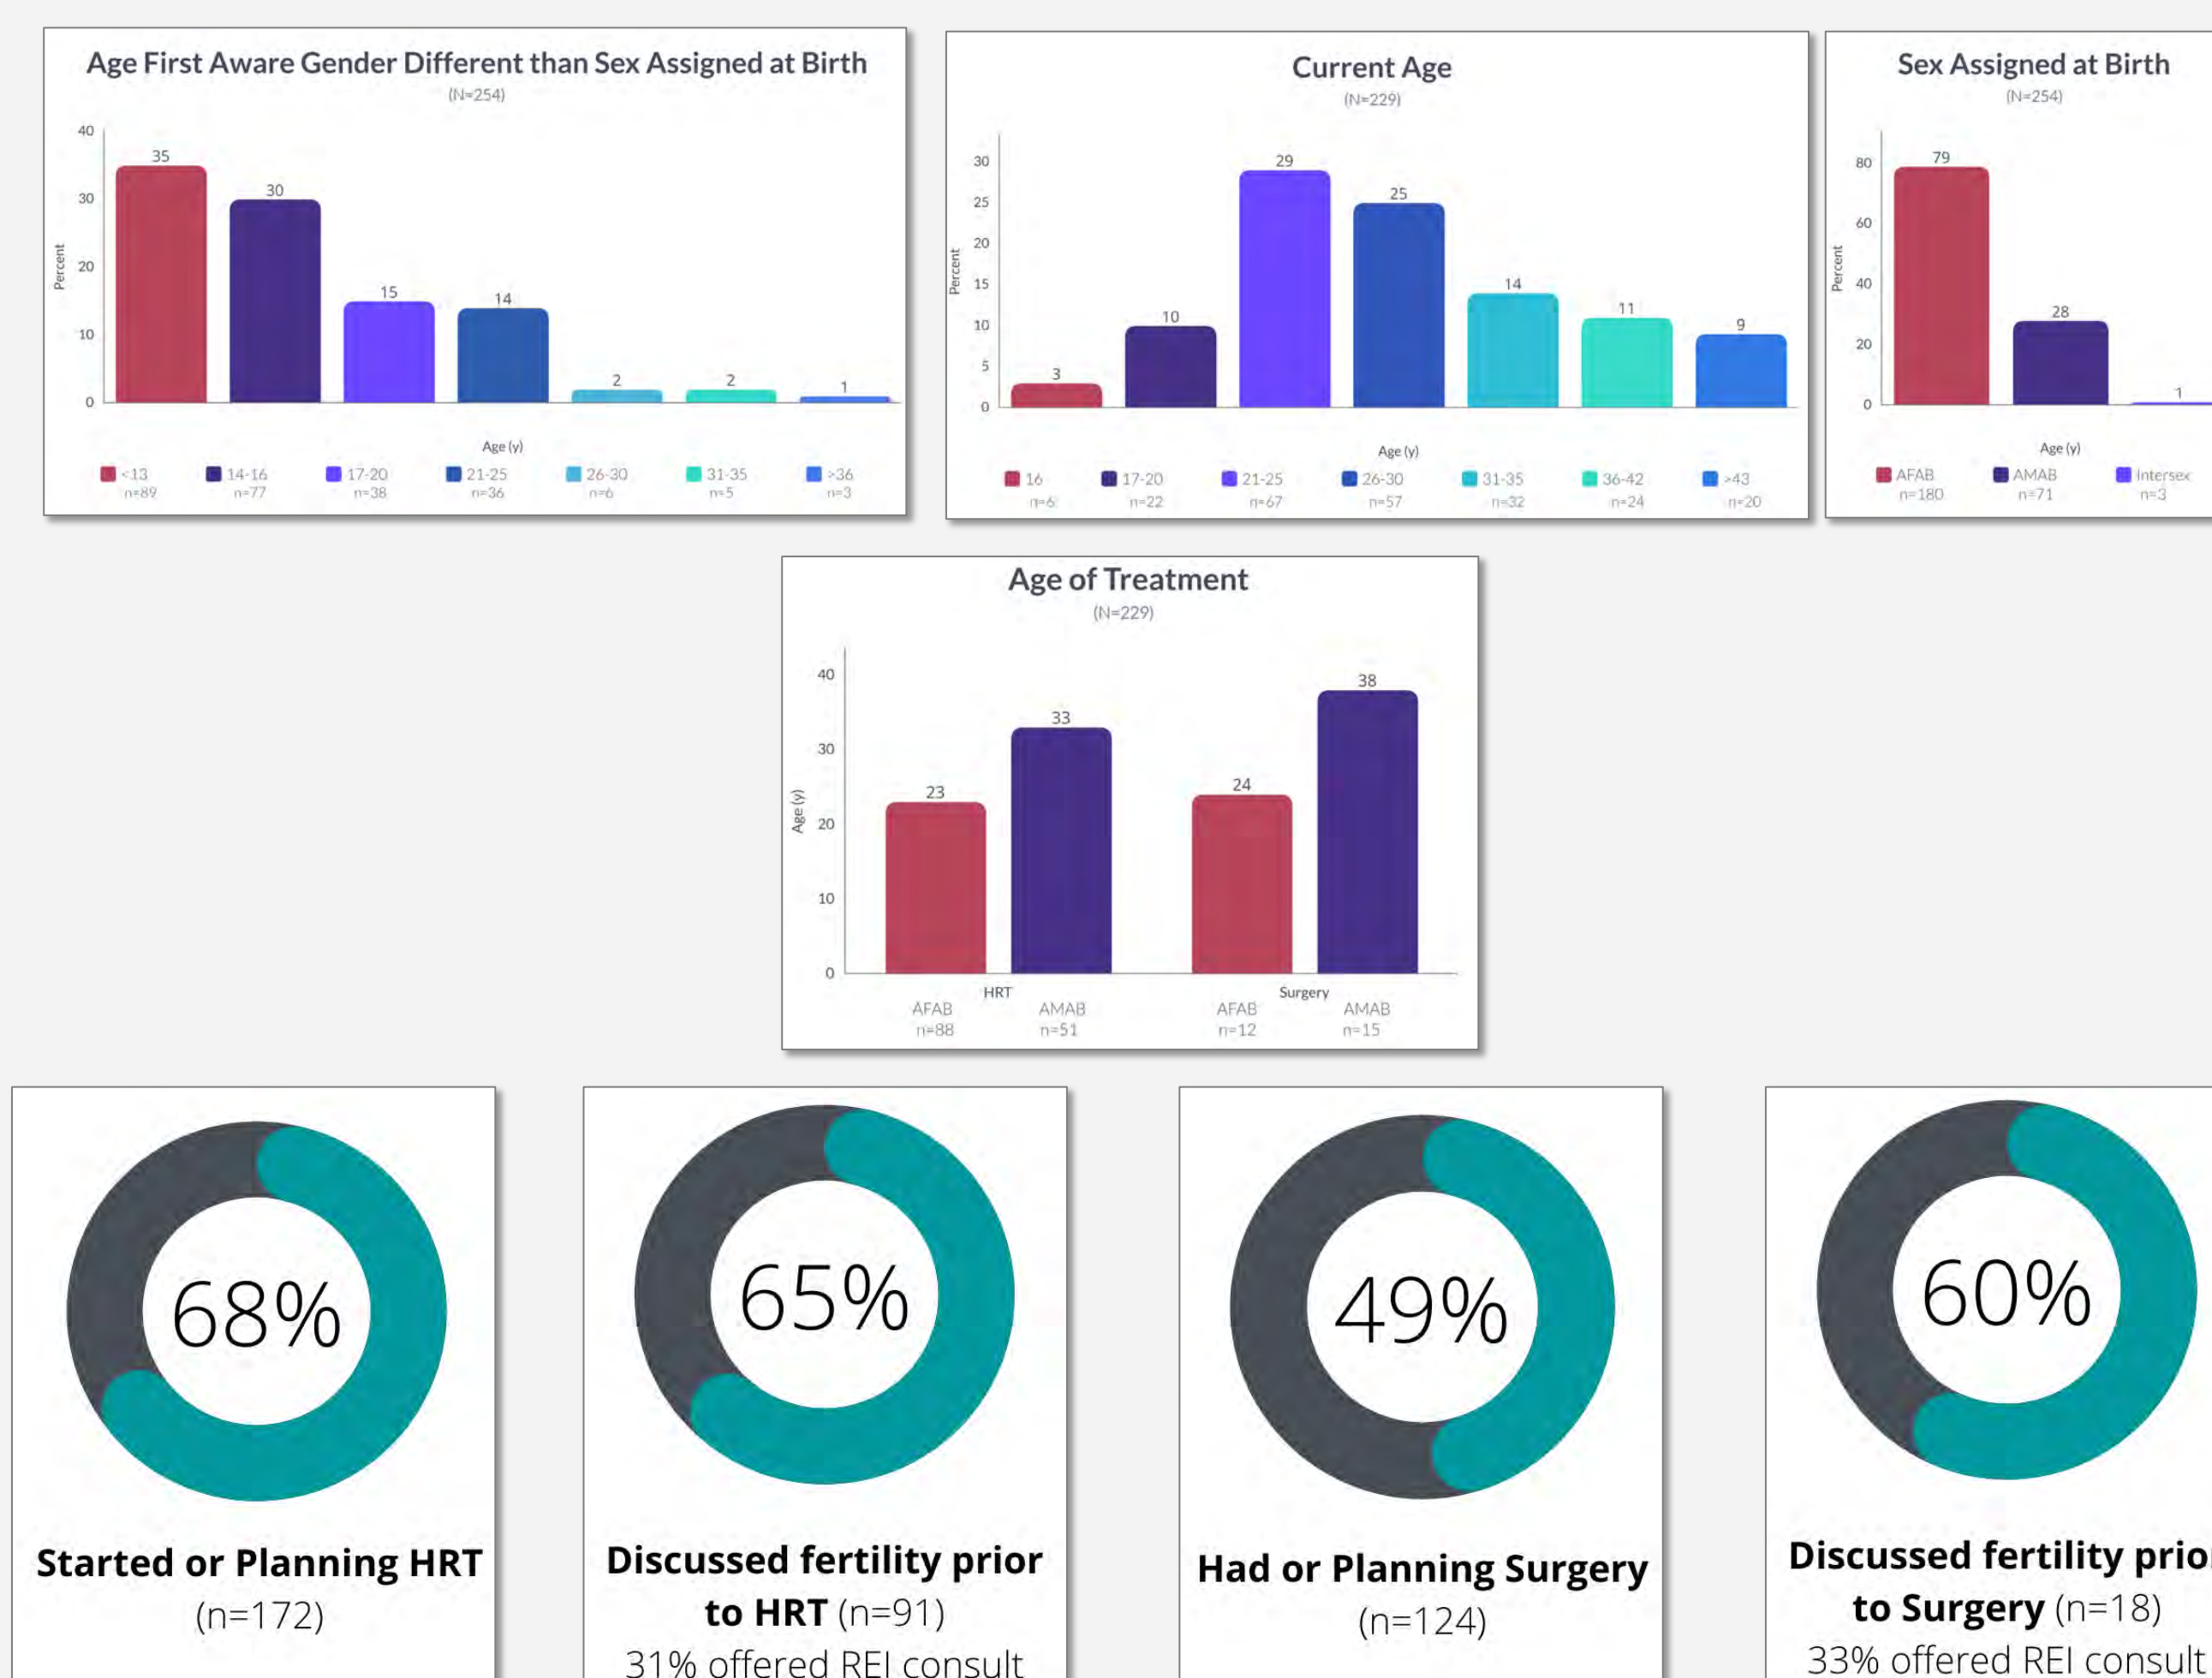 Age First Aware Gender Different than Sex Assigned at Birth
(N=254)
40
30
20
10
0
Percent
35
30
15
14
2
2
1
Age (y)
<13 14-16 17-20 21-25 26-30 31-35 >36
n=89 n=77 n=38 n=36 n=6 n=5 n=3
Current Age
(N=229)
30
25
20
15
10
5
0
Percent
3
10
29
25
14
11
9
Age (y)
16 17-20 21-25 26-30 31-35 36-42 >43
n=6 n=22 n=67 n=57 n=32 n=24 n=20
Sex Assigned at Birth
(N=254)
80
60
40
20
0
Percent
79
28
1
Age (y)
AFAB AMAB Intersex
n=180 n=71 n=3
Age of Treatment
(N=229)
40
30
20
10
0
Age (y)
23
33
24
38
HRT Surgery
AFAB AMAB AFAB AMAB
n=88 n=51 n=12 n=15
68%
Started or Planning HRT
(n=172)
65%
Discussed fertility prior
to HRT (n=91)
31% offered REI consult
49%
Had or Planning Surgery
(n=124)
60%
Discussed fertility prior
to Surgery (n=18)
33% offered REI consult